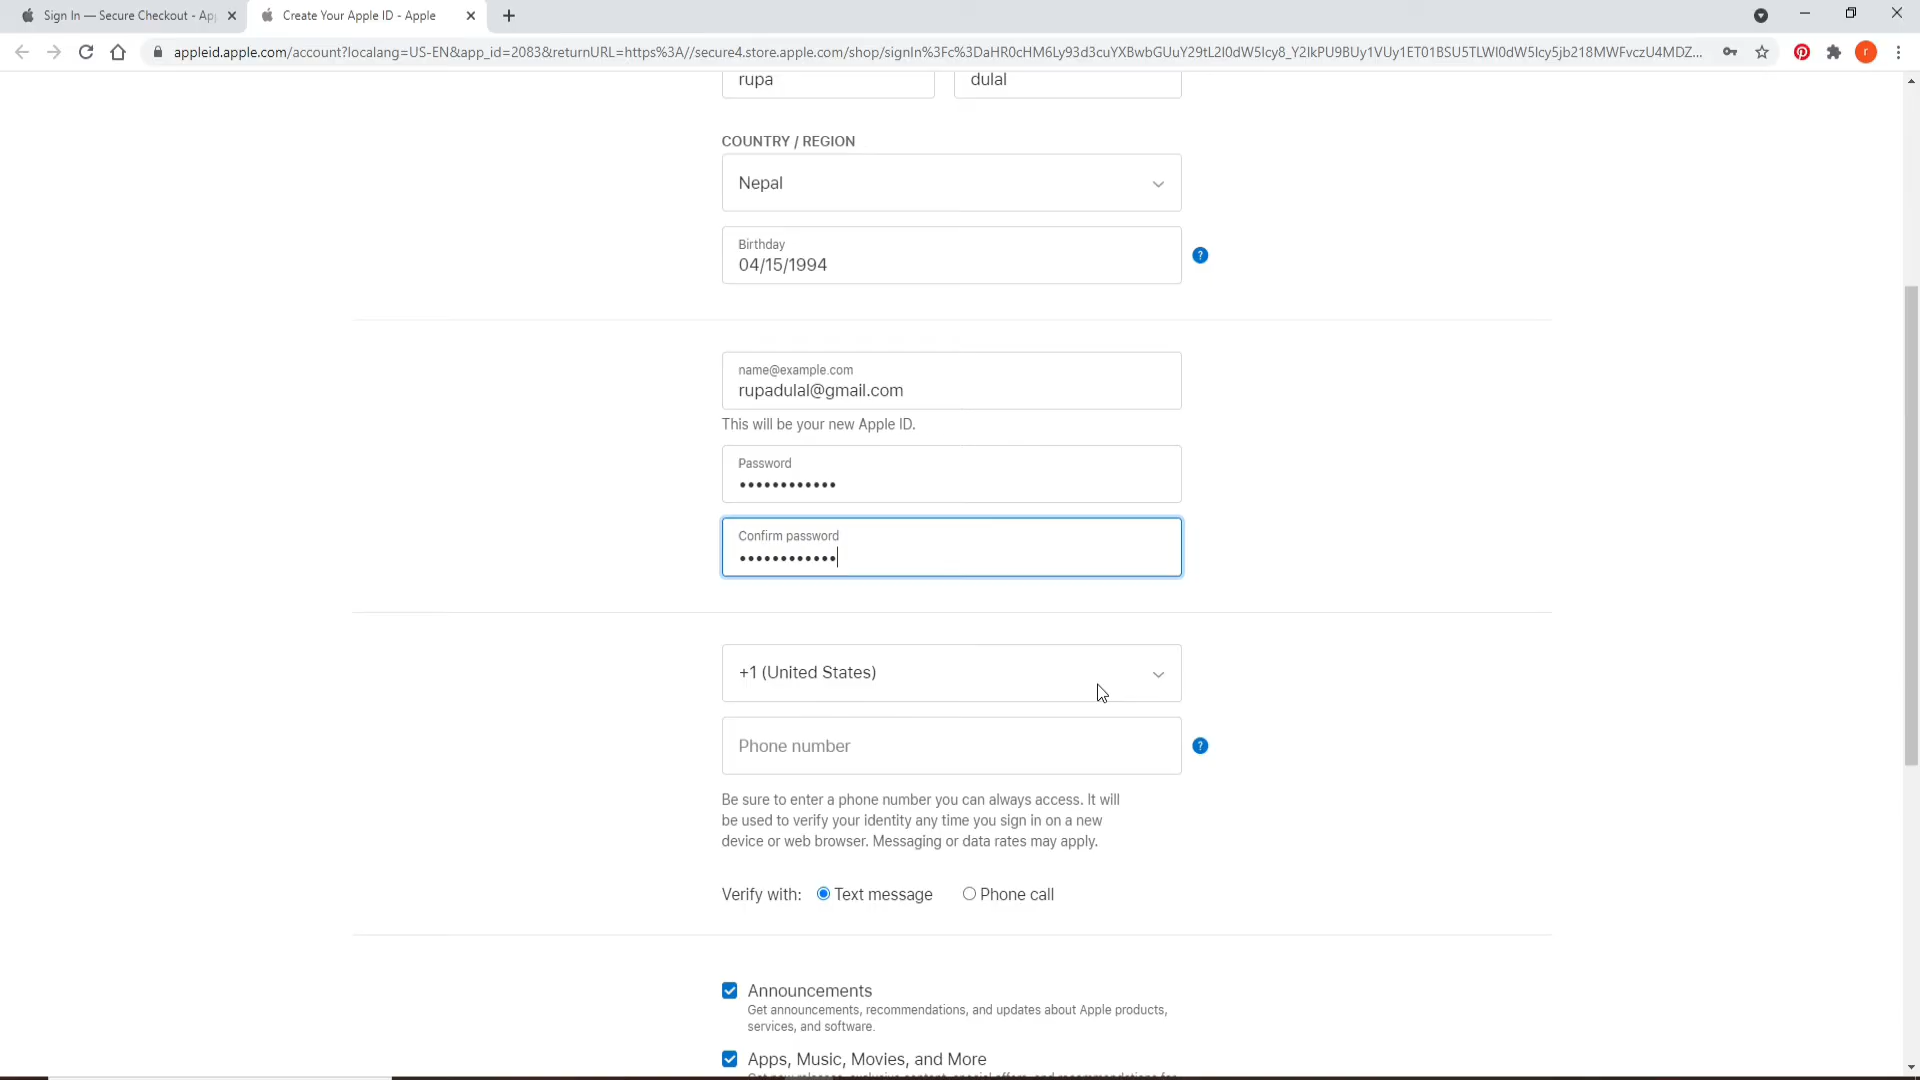 Sign In — Secure Checkout - Ap
Create Your Apple ID - Apple
appleid.apple.com/account?localang=US-EN&app_id=2083&returnURL=https%3A//secure4.store.apple.com/shop/signIn%3Fc%3DaHR0cHM6Ly93d3cuYXBwbGUuY29tL2l0dW5lcy8_Y2lkPU9BUy1VUy1ET01BSU5TLWl0dW5lcy5jb218MWFvczU4MDZ...
r
rupa dulal
COUNTRY / REGION
Nepal
Birthday
04/15/1994
?
name@example.com
rupadulal@gmail.com
This will be your new Apple ID.
Password
••••••••••••
Confirm password
••••••••••••
+1 (United States)
Phone number
?
Be sure to enter a phone number you can always access. It will
be used to verify your identity any time you sign in on a new
device or web browser. Messaging or data rates may apply.
Verify with: Text message Phone call
Announcements
Get announcements, recommendations, and updates about Apple products,
services, and software.
Apps, Music, Movies, and More